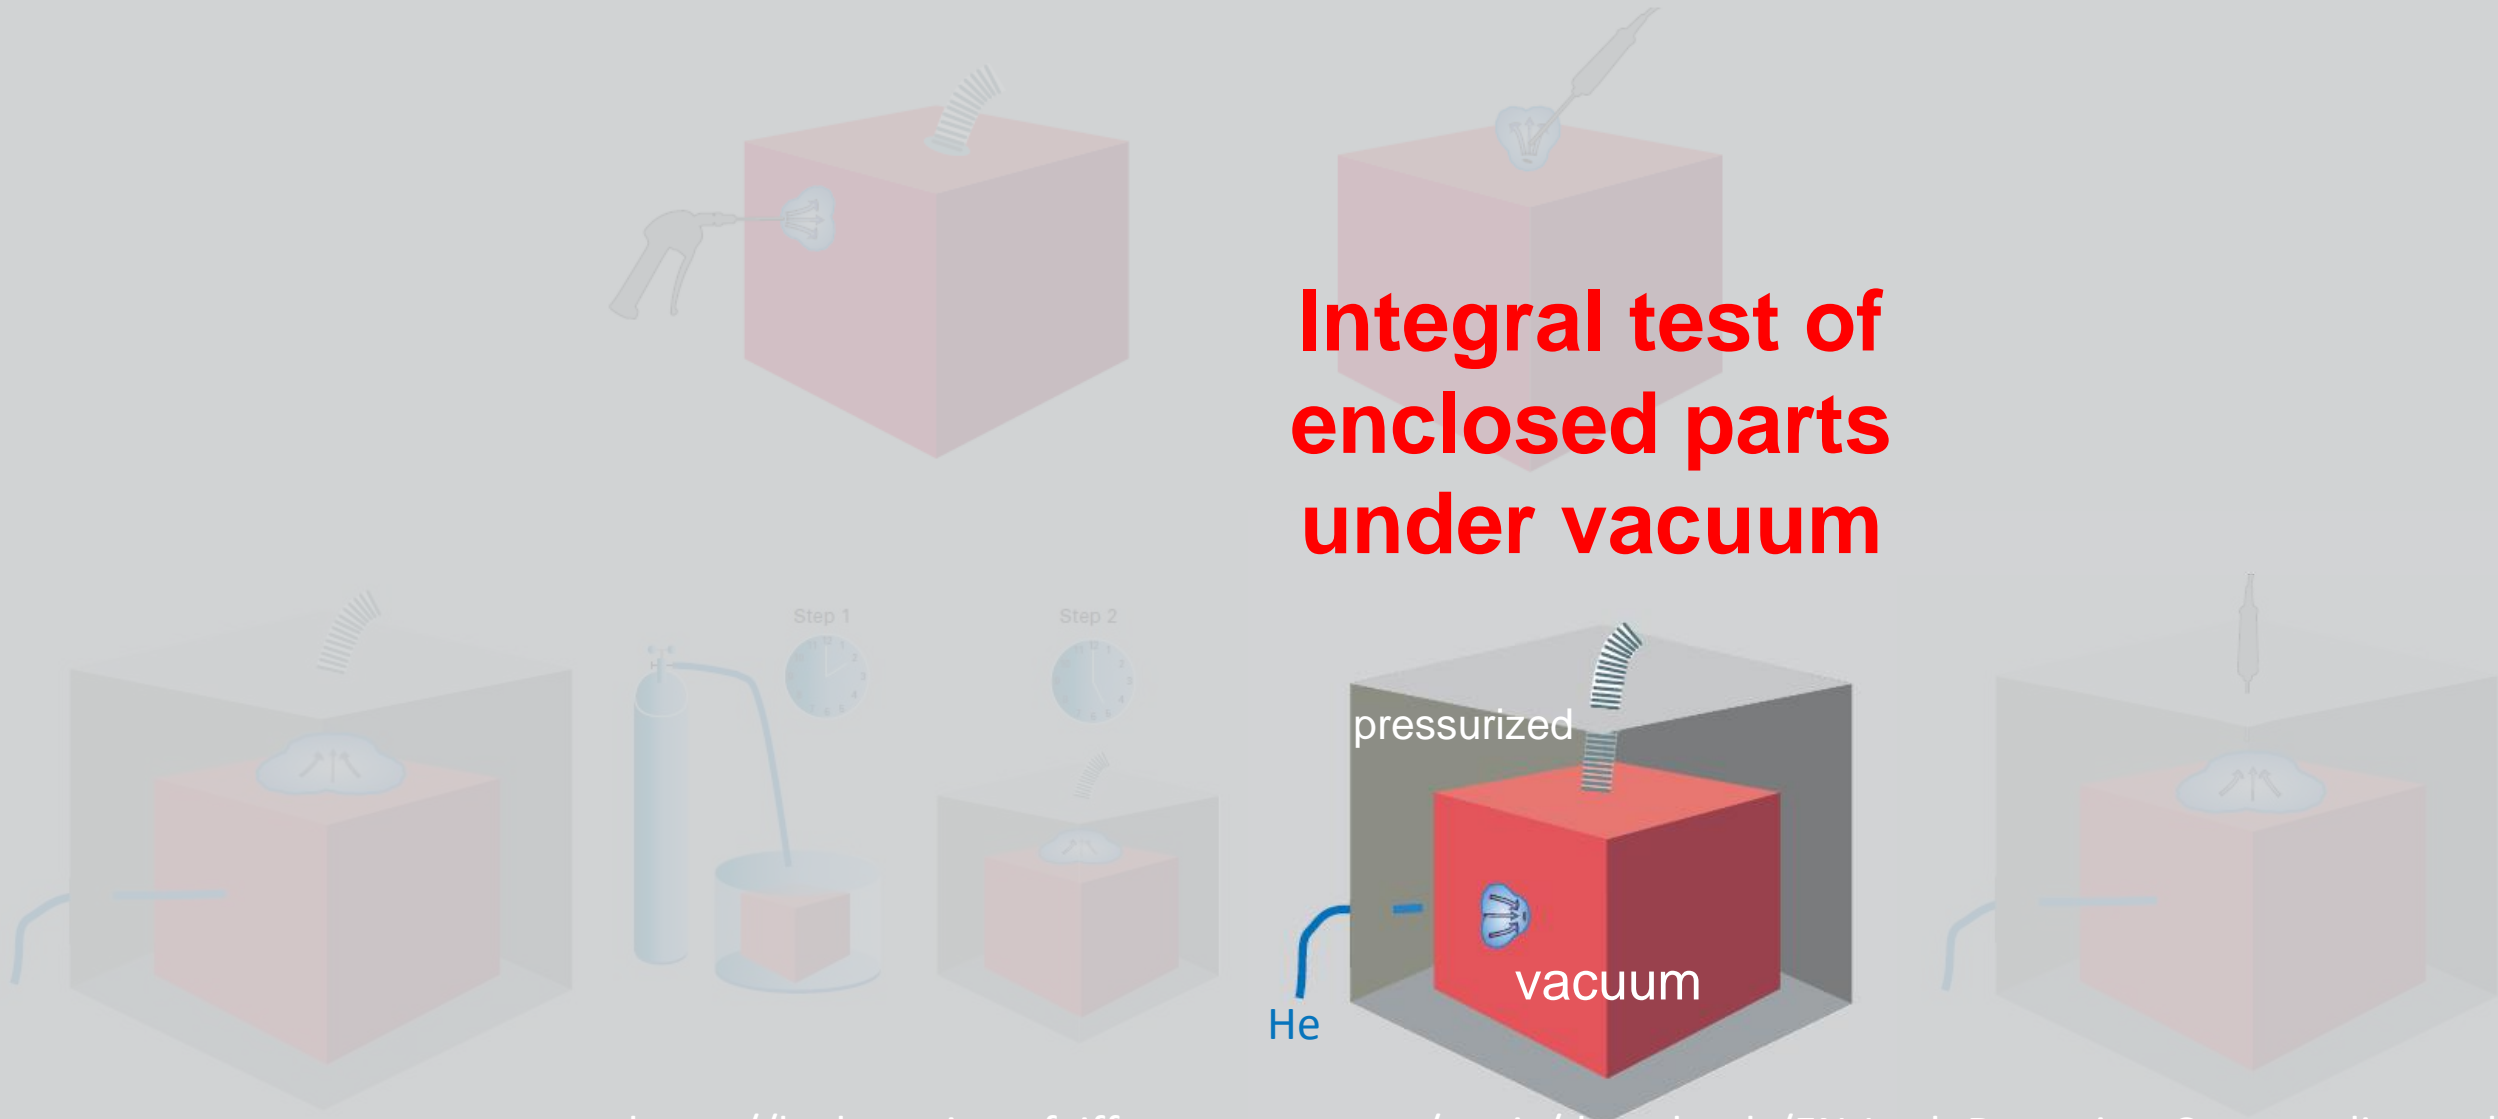 Integral test of
enclosed parts
under vacuum
Step 1
Step 2
pressurized
vacuum
He